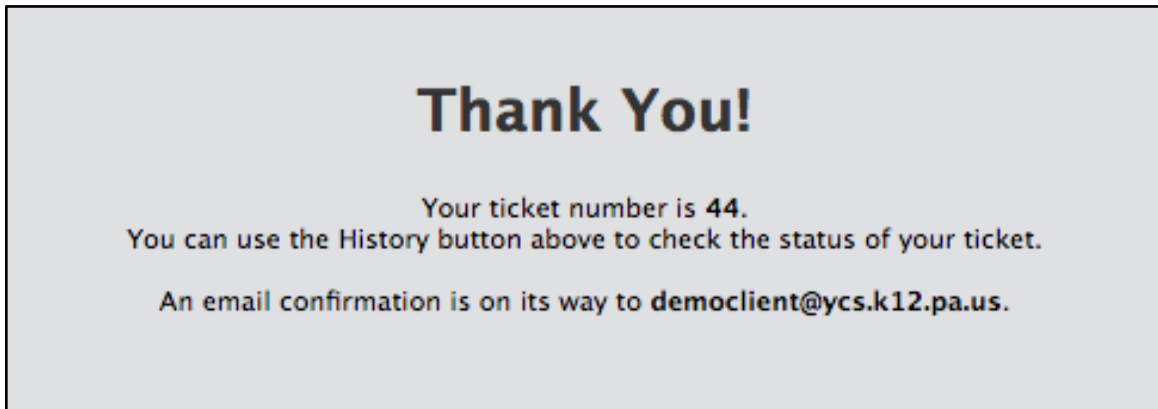 Thank You!
Your ticket number is 44.
You can use the History button above to check the status of your ticket.
An email confirmation is on its way to democlient@ycs.k12.pa.us.